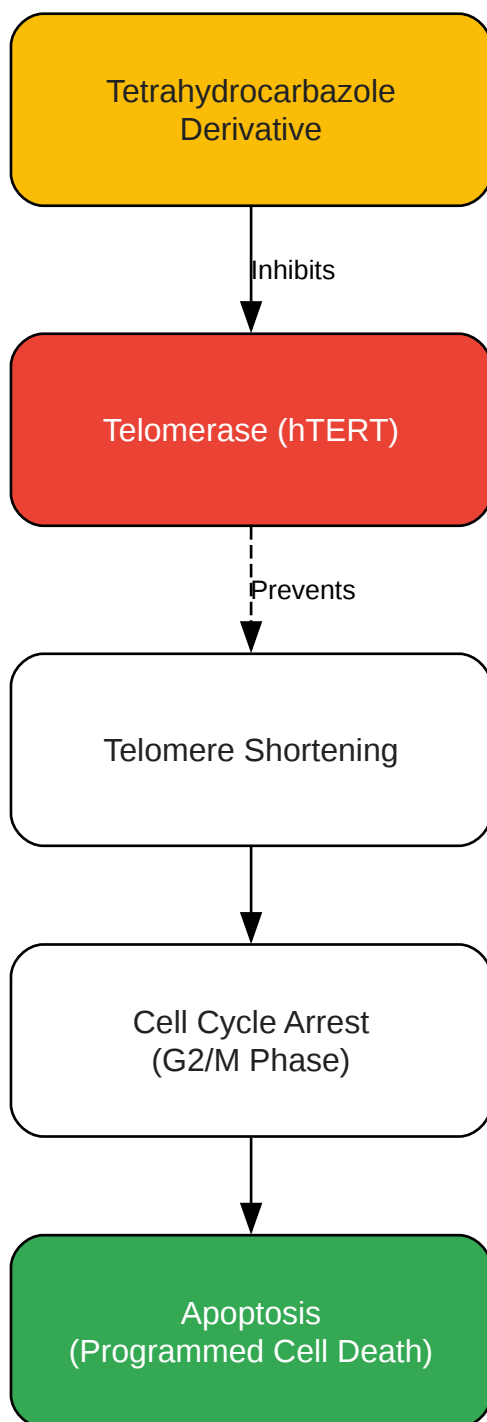 Tetrahydrocarbazole
Derivative
Inhibits
Telomerase (hTERT)
Prevents
Telomere Shortening
Cell Cycle Arrest
(G2/M Phase)
Apoptosis
(Programmed Cell Death)